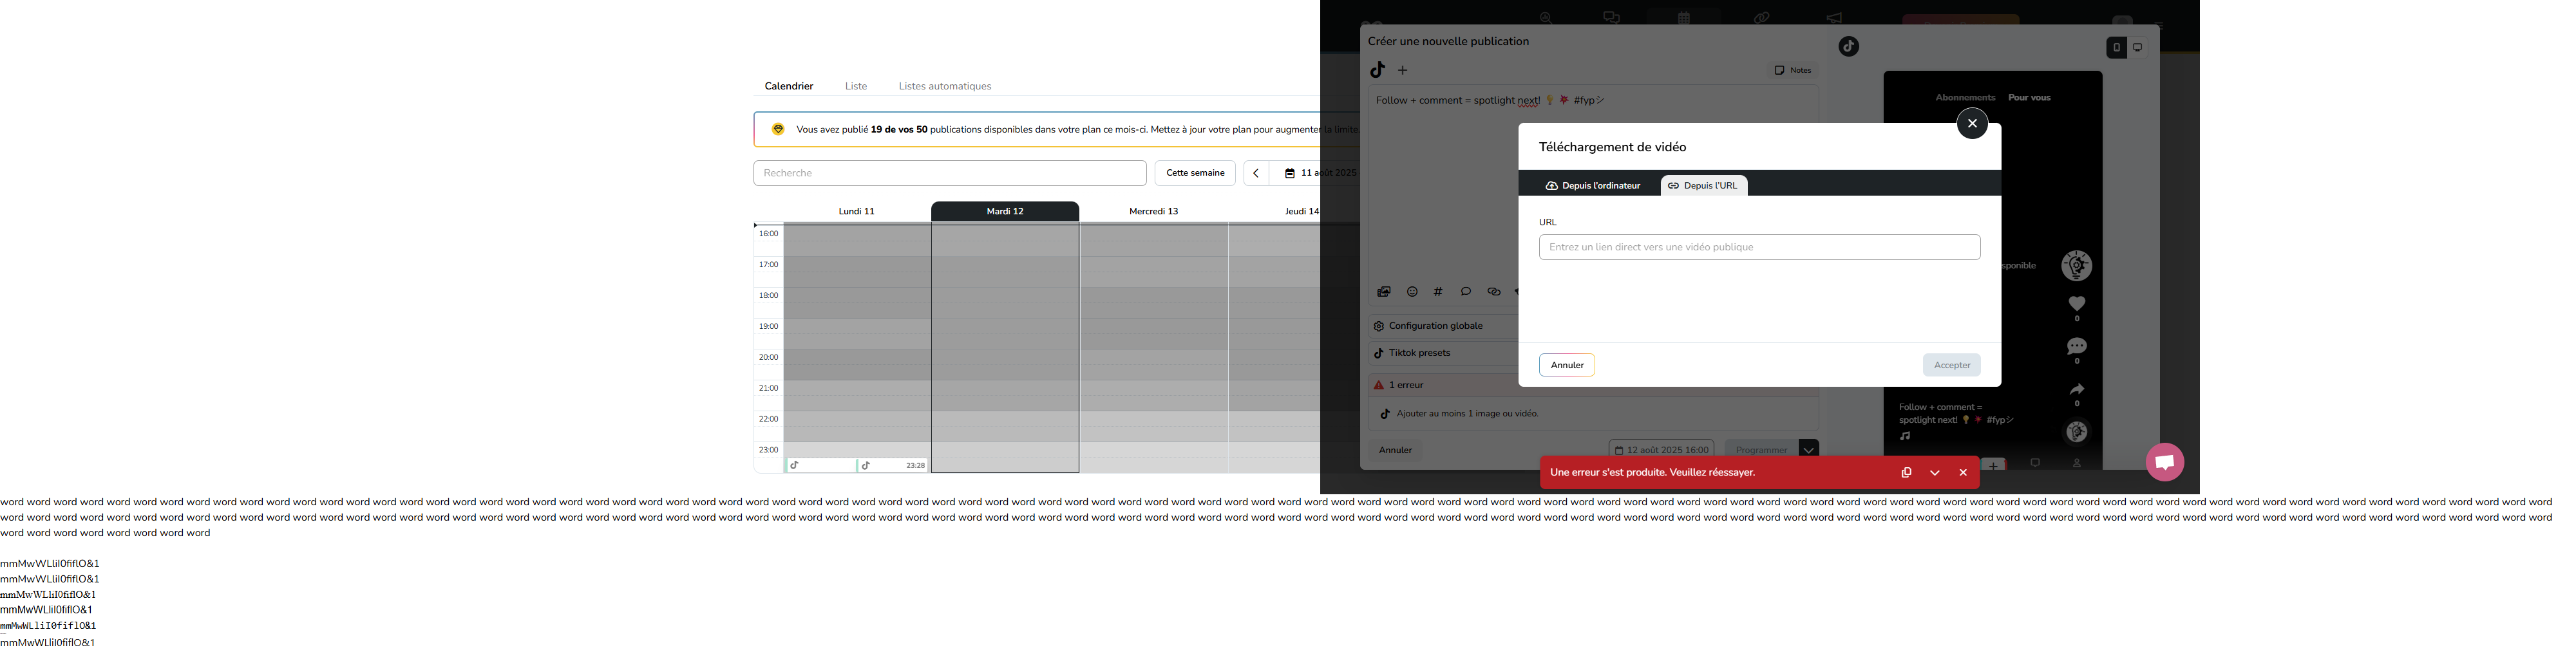 Calendrier
Liste
Listes automatiques
Vous avez publié 19 de vos 50 publications disponibles dans votre plan ce mois-ci. Mettez à jour votre plan pour augmenter la limite.
Recherche
Cette semaine
11 août 2025
Lundi 11
Mardi 12
Mercredi 13
Jeudi 14
16:00
17:00
18:00
19:00
20:00
21:00
22:00
23:00
23:28
Créer une nouvelle publication
Notes
Follow + comment = spotlight next! 💡 💥 #fypシ
Configuration globale
Tiktok presets
1 erreur
Ajouter au moins 1 image ou vidéo.
Annuler
12 août 2025 16:00
Programmer
Téléchargement de vidéo
Depuis l'ordinateur
Depuis l'URL
URL
Entrez un lien direct vers une vidéo publique
Annuler
Accepter
Abonnements
Pour vous
sponible
0
0
0
Follow + comment =
spotlight next! 💡 💥 #fypシ
Une erreur s'est produite. Veuillez réessayer.
word word word word word word word word word word word word word word word word word word word word word word word word word word word word word word word word word word word word word word word word word word word word word word word word word word word word word word word word word word word word word word word word word word word word word word word word word word word word word word word word word word word word word word word word word word word word word word word word
word word word word word word word word word word word word word word word word word word word word word word word word word word word word word word word word word word word word word word word word word word word word word word word word word word word word word word word word word word word word word word word word word word word word word word word word word word word word word word word word word word word word word word word word word word word word word word word
word word word word word word word word
mmMwWLliI0fiflO&1
mmMwWLliI0fiflO&1
mmMwWLliI0fiflO&1
mmMwWLliI0fiflO&1
mmMwWLliI0fiflO&1
mmMwWLliI0fiflO&1